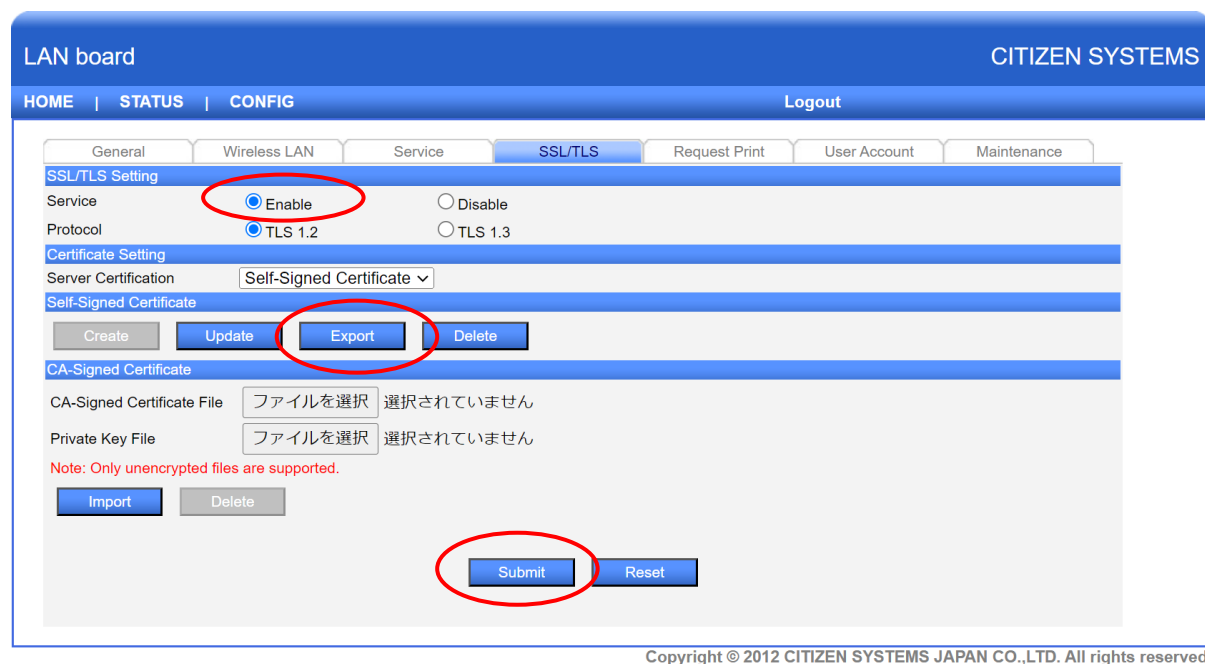 LAN board CITIZEN SYSTEMS
HOME | STATUS | CONFIG Logout
General Wireless LAN Service SSL/TLS Request Print User Account Maintenance
SSL/TLS Setting
Service Enable Disable
Protocol TLS 1.2 TLS 1.3
Certificate Setting
Server Certification Self-Signed Certificate
Self-Signed Certificate
Create Update Export Delete
CA-Signed Certificate
CA-Signed Certificate File ファイルを選択 選択されていません
Private Key File ファイルを選択 選択されていません
Note: Only unencrypted files are supported.
Import Delete
Submit Reset
Copyright © 2012 CITIZEN SYSTEMS JAPAN CO.,LTD. All rights reserved